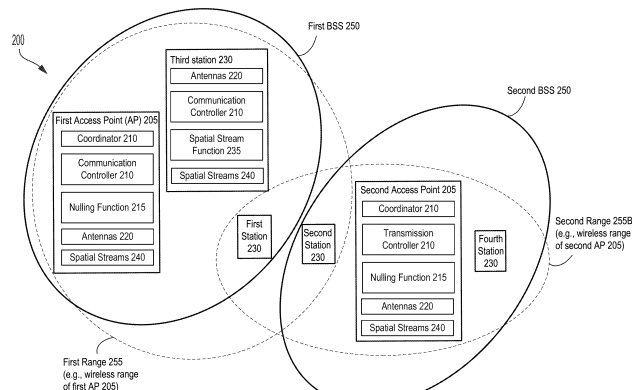 200
First BSS 250
Third station 230
Antennas 220
Communication
Controller 210
Spatial Stream
Function 235
Spatial Streams 240
First Access Point (AP) 205
Coordinator 210
Communication
Controller 210
Nulling Function 215
Antennas 220
Spatial Streams 240
First
Station
230
Second
Station
230
Second BSS 250
Second Access Point 205
Coordinator 210
Transmission
Controller 210
Nulling Function 215
Antennas 220
Spatial Streams 240
Fourth
Station
230
Second Range 255B
(e.g., wireless range
of second AP 205)
First Range 255
(e.g., wireless range
of first AP 205)